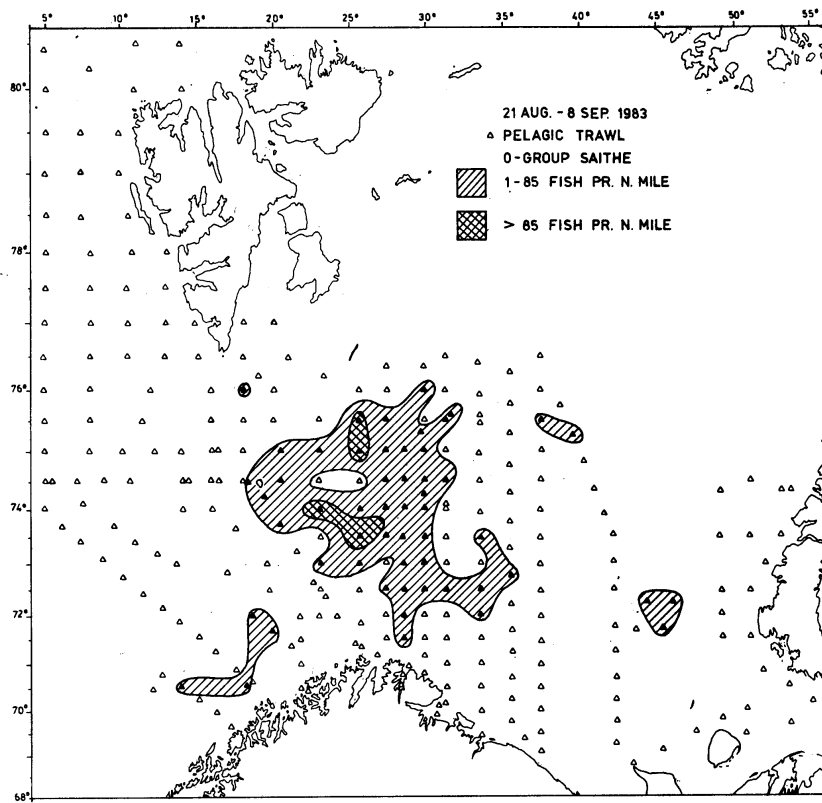 5° 10° 15° 20° 25° 30° 35° 40° 45° 50° 55°
80°
21 AUG. - 8 SEP. 1983
PELAGIC TRAWL
0-GROUP SAITHE
1-85 FISH PR. N. MILE
78°
> 85 FISH PR. N. MILE
76°
74°
72°
70°
68°